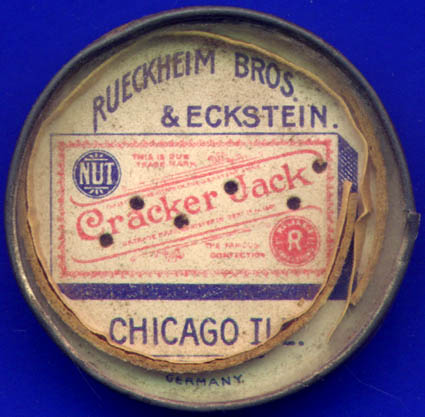 RUECKHEIM BROS.
& ECKSTEIN.
NUT
THIS IS OUR
TRADE MARK
Cracker Jack
THE FAMOUS
CONFECTION
R
CHICAGO ILL.
GERMANY.